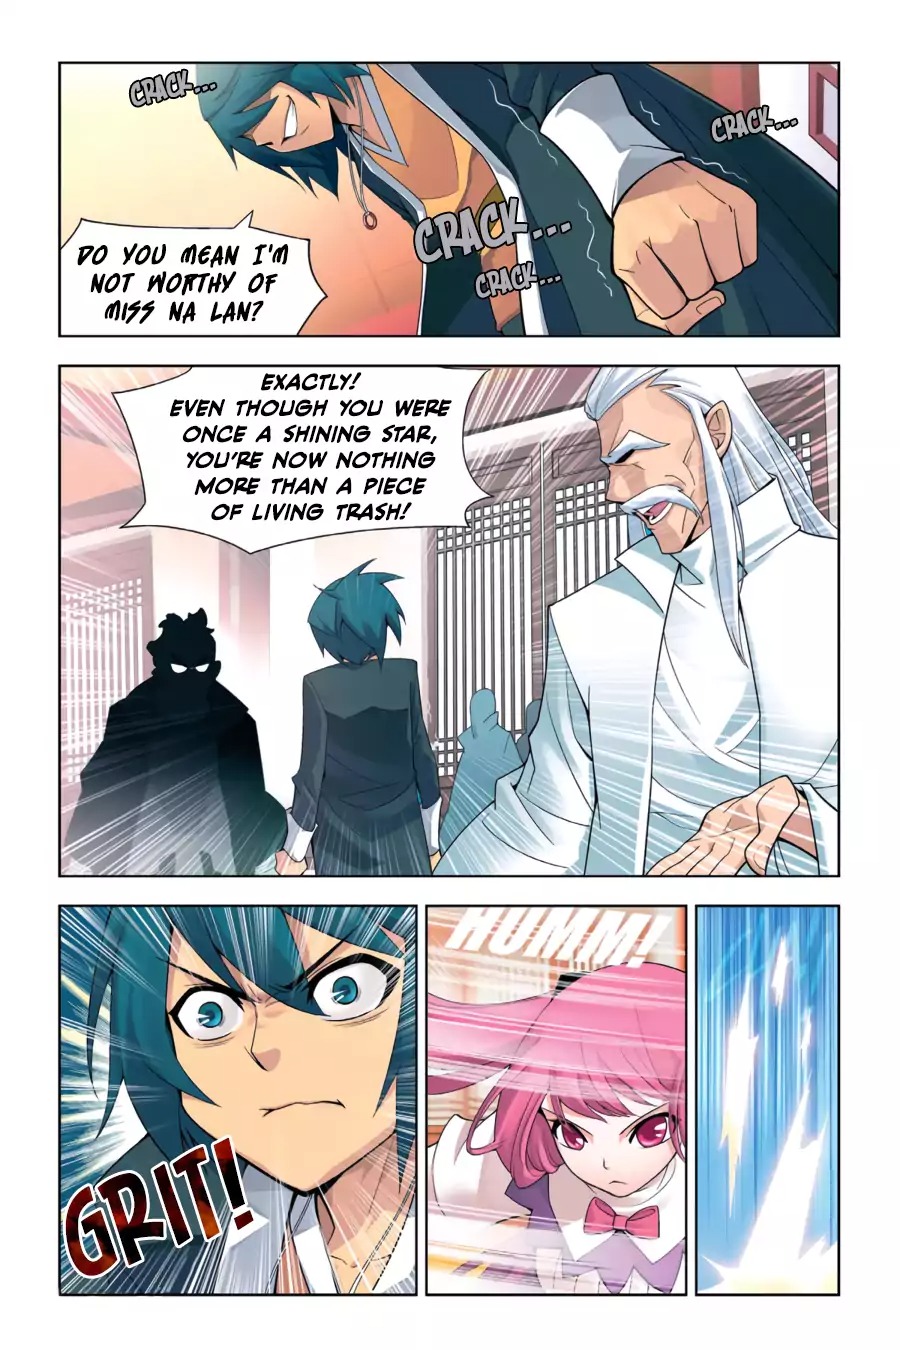 CRACK...
CRACK...
CRACK...
CRACK...
DO YOU MEAN I'M
NOT WORTHY OF
MISS NA LAN?
EXACTLY!
EVEN THOUGH YOU WERE
ONCE A SHINING STAR,
YOU'RE NOW NOTHING
MORE THAN A PIECE
OF LIVING TRASH!
GRIT!
HUMM!